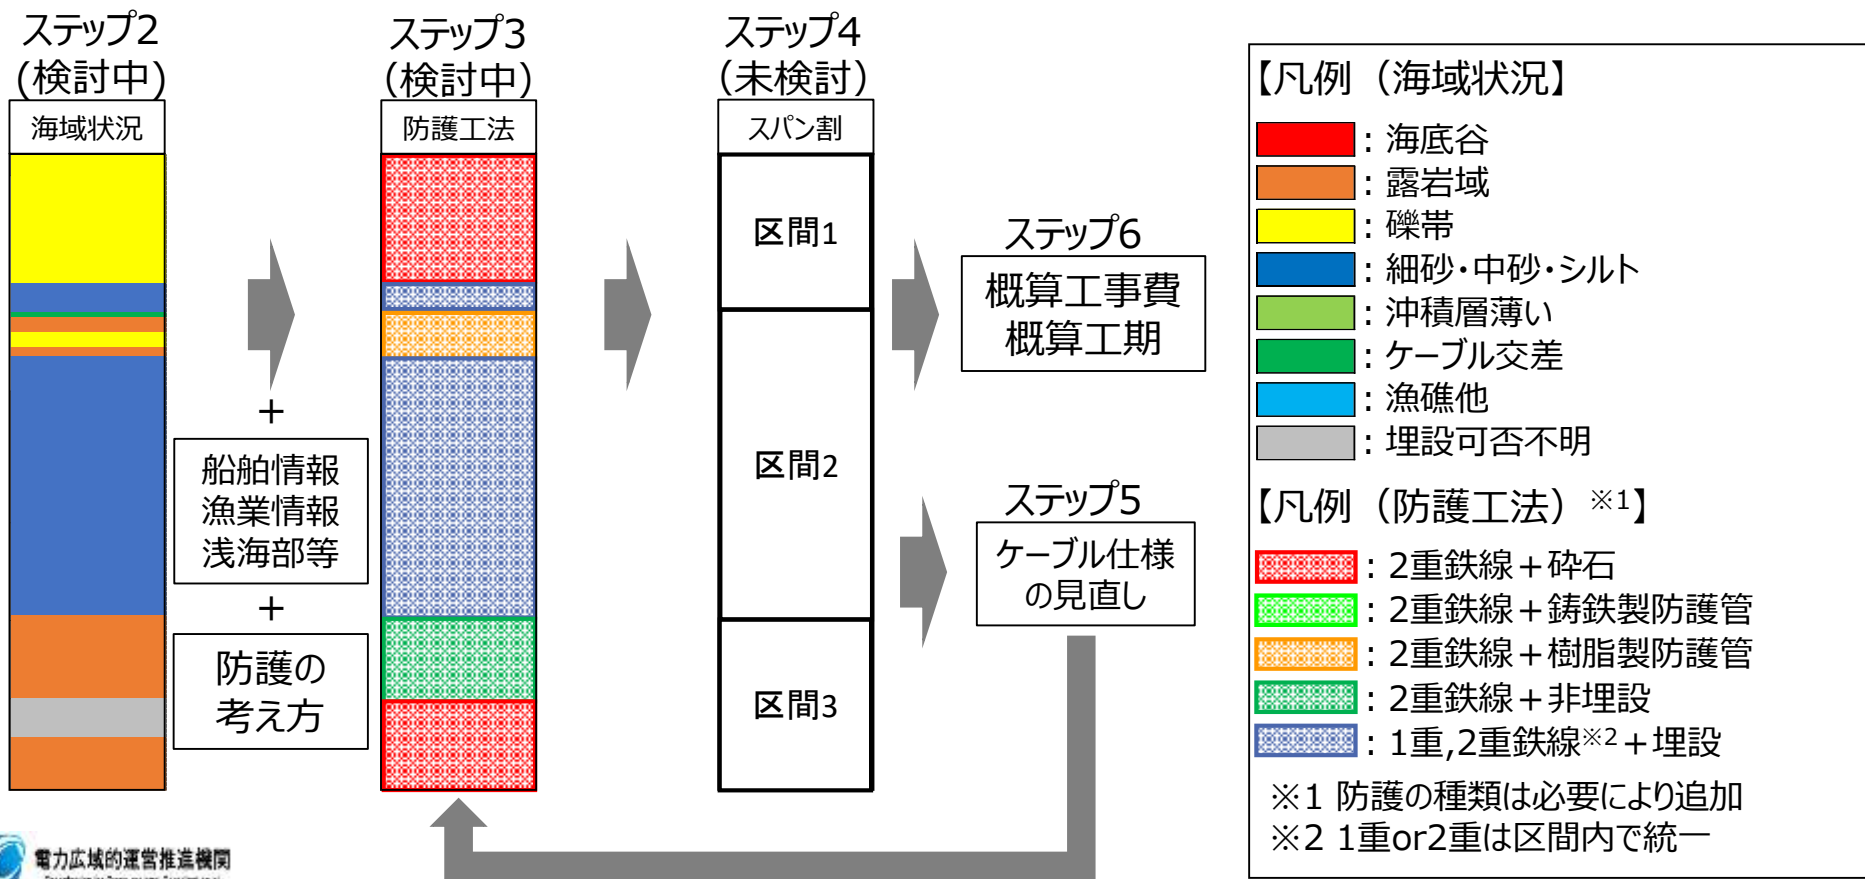 ステップ2
(検討中)
海域状況
+
船舶情報
漁業情報
浅海部等
+
防護の
考え方
ステップ3
(検討中)
防護工法
ステップ4
(未検討)
スパン割
区間1
区間2
区間3
ステップ6
概算工事費
概算工期
ステップ5
ケーブル仕様
の見直し
【凡例（海域状況】
：海底谷
：露岩域
：礫帯
：細砂・中砂・シルト
：沖積層薄い
：ケーブル交差
：漁礁他
：埋設可否不明
【凡例（防護工法）※1】
：2重鉄線＋砕石
：2重鉄線＋鋳鉄製防護管
：2重鉄線＋樹脂製防護管
：2重鉄線＋非埋設
：1重,2重鉄線※2＋埋設
※1 防護の種類は必要により追加
※2 1重or2重は区間内で統一
電力広域的運営推進機関